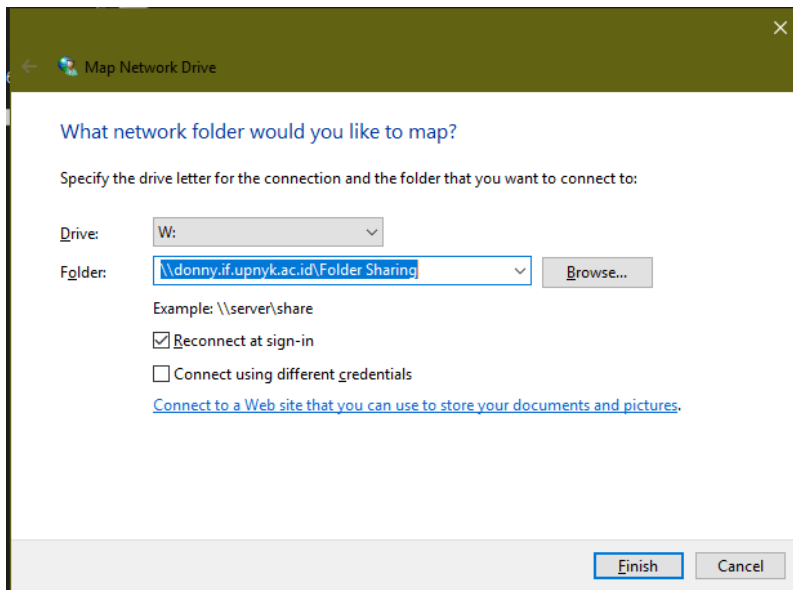 Map Network Drive
What network folder would you like to map?
Specify the drive letter for the connection and the folder that you want to connect to:
Drive: W:
Folder: \\donny.if.upnyk.ac.id\Folder Sharing Browse...
Example: \\server\share
Reconnect at sign-in
Connect using different credentials
Connect to a Web site that you can use to store your documents and pictures.
Finish Cancel